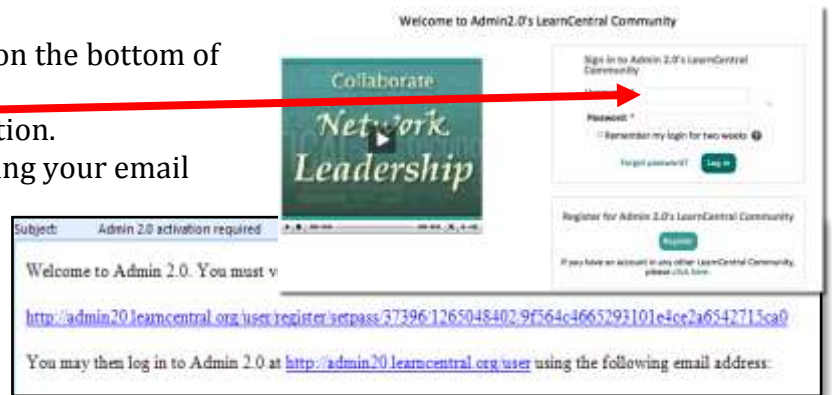 Welcome to Admin2.0's LearnCentral Community
on the bottom of
tion.
ng your email
Collaborate
Network
Leadership
Sign in to Admin 2.0's LearnCentral
Community
Password: *
Remember my login for two weeks
Forgot password? Log in
Register for Admin 2.0's LearnCentral Community
Register
If you have an account in any other LearnCentral Community,
please click here.
Subject: Admin 2.0 activation required
Welcome to Admin 2.0. You must v
http://admin20.learncentral.org/user/register/setpass/37396/1265048402/9f564c4665293101e4ce2a6542715ca0
You may then log in to Admin 2.0 at http://admin20.learncentral.org/user using the following email address: